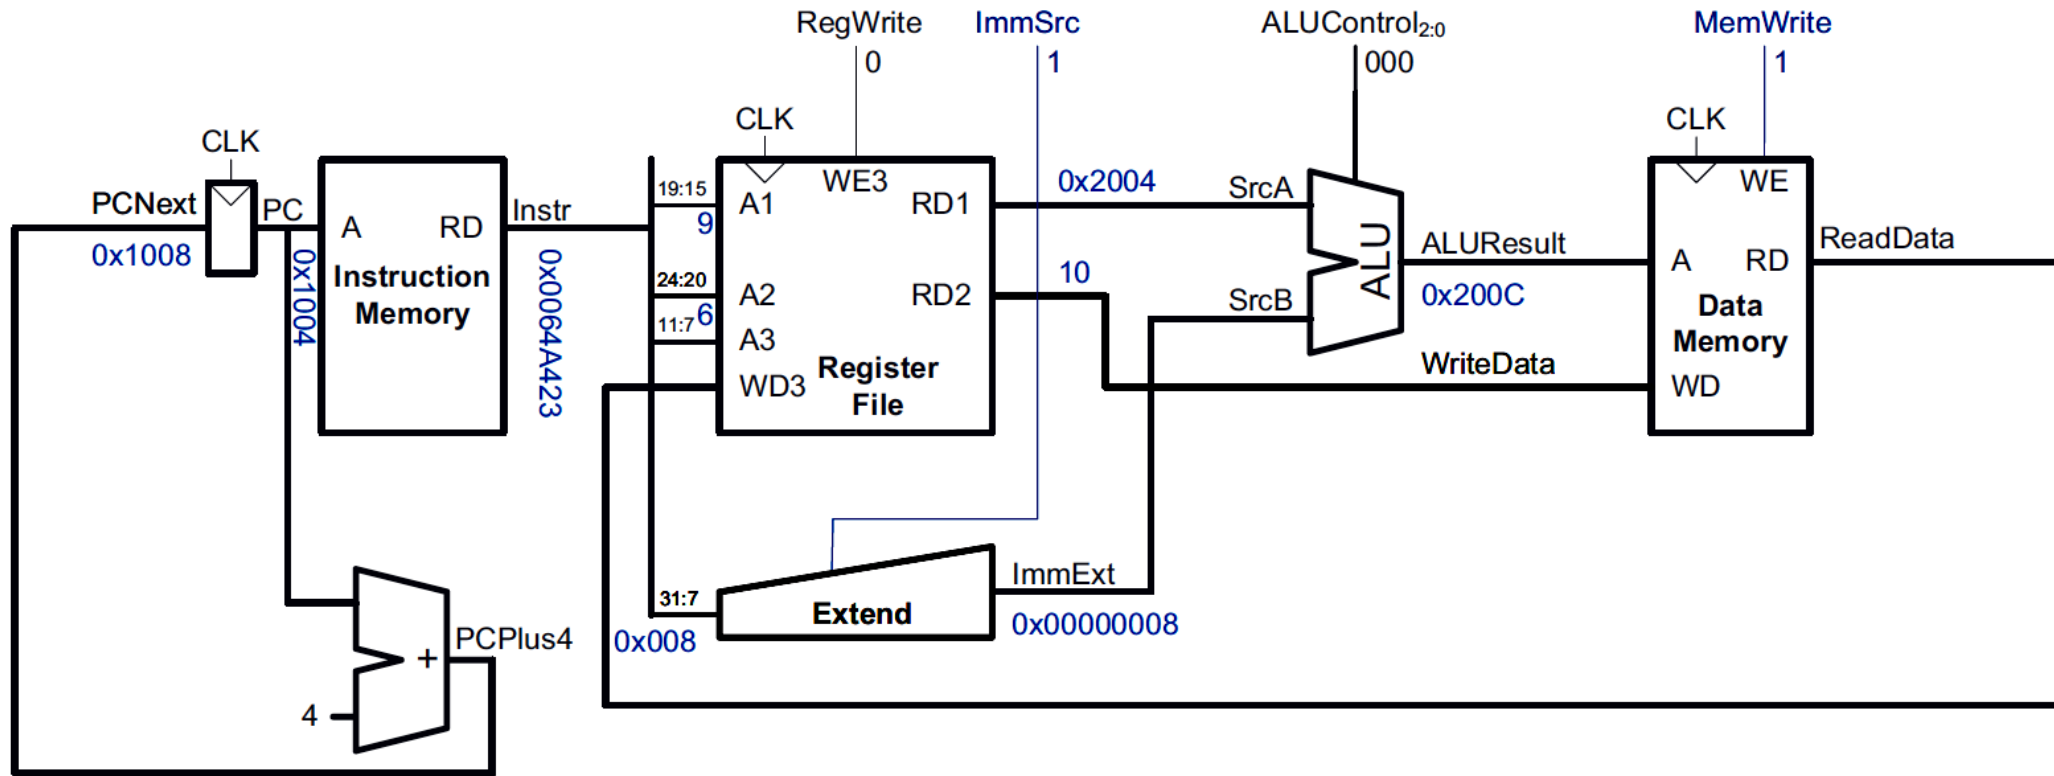 RegWrite
0
ImmSrc
1
ALUControl2:0
000
MemWrite
1
CLK
PCNext
0x1008
PC
0x1004
A
RD
Instruction
Memory
Instr
0x0064A423
19:15
9
24:20
6
11:7
31:7
0x008
CLK
WE3
A1
RD1
A2
RD2
A3
WD3
Register
File
0x2004
10
SrcA
SrcB
ALU
ALUResult
0x200C
WriteData
CLK
WE
A
RD
Data
Memory
WD
ReadData
Extend
ImmExt
0x00000008
+
PCPlus4
4